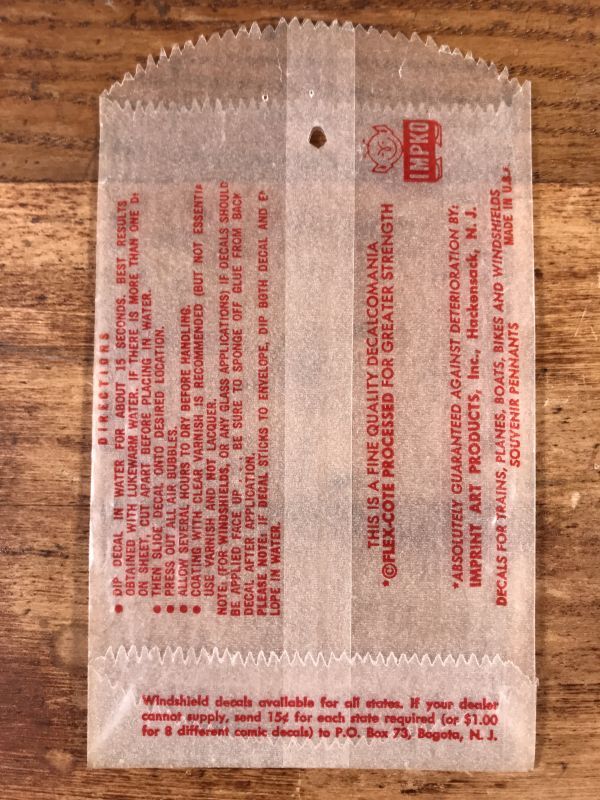 DIRECTIONS
● DIP DECAL IN WATER FOR ABOUT 15 SECONDS. BEST RESULTS
OBTAINED WITH LUKEWARM WATER. IF THERE IS MORE THAN ONE
ON SHEET, CUT APART BEFORE PLACING IN WATER.
● THEN SLIDE DECAL ONTO DESIRED LOCATION.
● PRESS OUT ALL AIR BUBBLES.
● ALLOW SEVERAL HOURS TO DRY BEFORE HANDLING.
● COATING WITH CLEAR VARNISH IS RECOMMENDED (BUT NOT ESSENTIA
USE VARNISH AND NOT LACQUER.
NOTE: (FOR WINDSHIELDS, OR ANY GLASS APPLICATIONS) IF DECALS SHOULD
BE APPLIED FACE UP - BE SURE TO SPONGE OFF GLUE FROM BACK
DECAL AFTER APPLICATION.
PLEASE NOTE: IF DECAL STICKS TO ENVELOPE, DIP BOTH DECAL AND
LOPE IN WATER.
IMPKO
THIS IS A FINE QUALITY DECALCOMANIA
*©FLEX-COTE PROCESSED FOR GREATER STRENGTH
*ABSOLUTELY GUARANTEED AGAINST DETERIORATION BY:
IMPRINT ART PRODUCTS, Inc., Hackensack, N. J.
DECALS FOR TRAINS, PLANES, BOATS, BIKES AND WINDSHIELDS
SOUVENIR PENNANTS
MADE IN U.S.A.
Windshield decals available for all states. If your dealer
cannot supply, send 15¢ for each state required (or $1.00
for 8 different comic decals) to P.O. Box 73, Bogota, N. J.